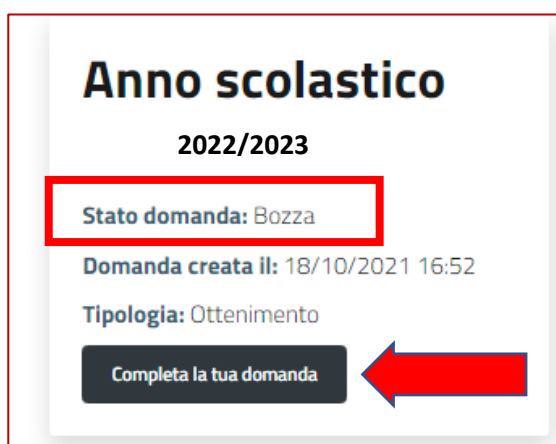 Anno scolastico
2022/2023
Stato domanda: Bozza
Domanda creata il: 18/10/2021 16:52
Tipologia: Ottenimento
Completa la tua domanda